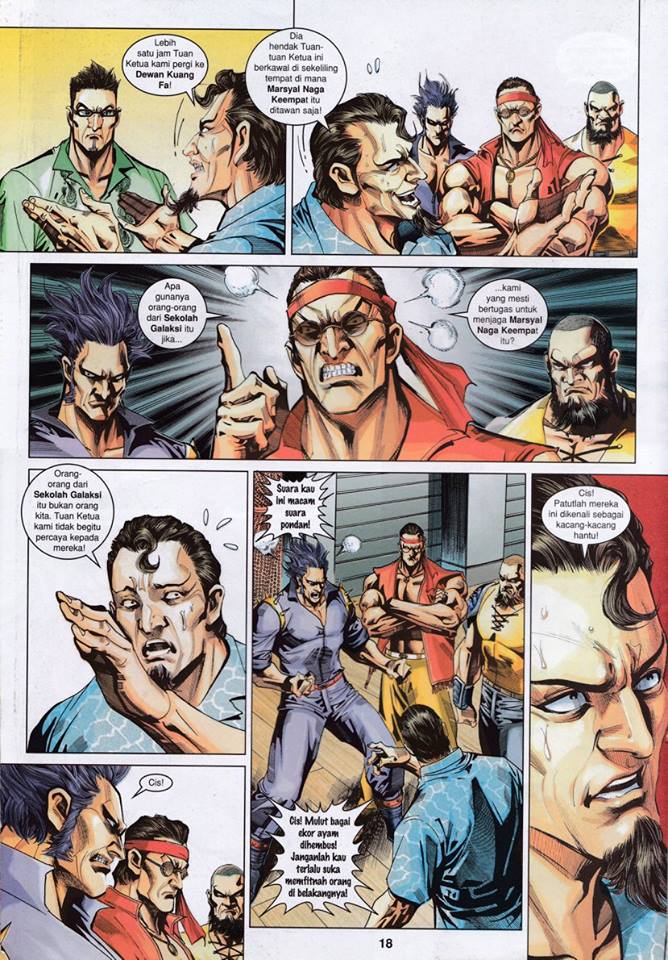 Lebih
satu jam Tuan
Ketua kami pergi ke
Dewan Kuang
Fa!
Dia
hendak Tuan-
tuan Ketua ini
berkawal di sekeliling
tempat di mana
Marsyal Naga
Keempat itu
ditawan saja!
Apa
gunanya
orang-orang
dari Sekolah
Galaksi itu
jika...
...kami
yang mesti
bertugas untuk
menjaga Marsyal
Naga Keempat
itu?
Orang-
orang dari
Sekolah Galaksi
itu bukan orang
kita. Tuan Ketua
kami tidak begitu
percaya kepada
mereka!
Suara kau
ini macam
suara
pondan!
Cis! Mulut bagai
ekor ayam
dihembus!
Janganlah kau
terlalu suka
memfitnah orang
di belakangnya!
Cis!
Patutlah mereka
ini dikenali sebagai
kacang-kacang
hantu!
Cis!
18